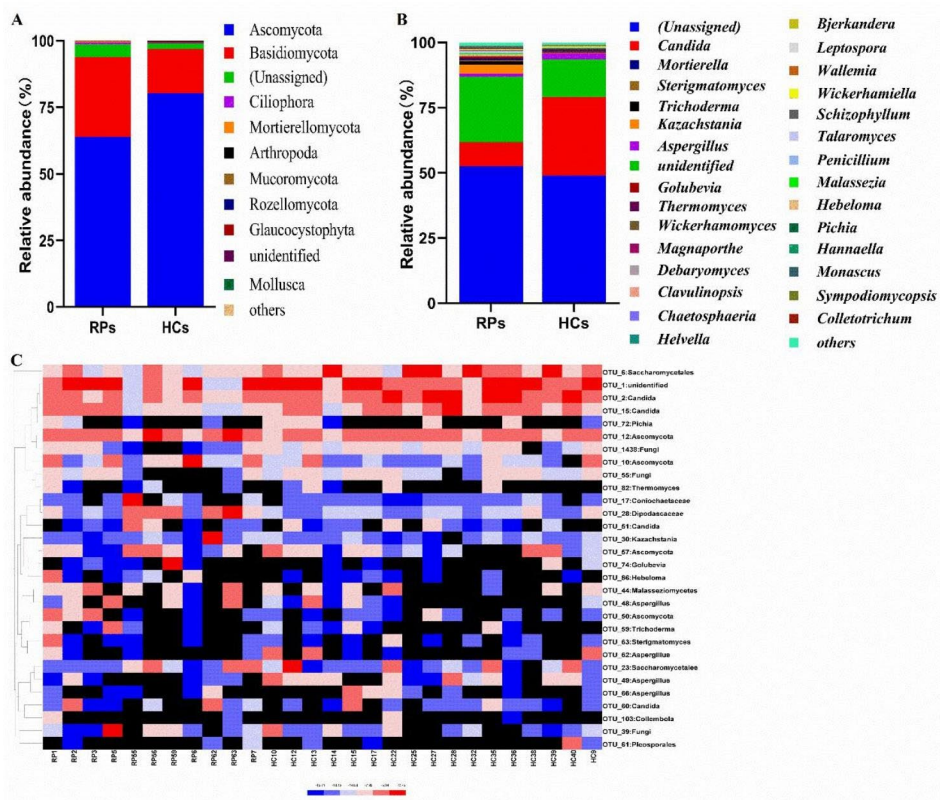 A
Relative abundance (%)
100
75
50
25
0
RPs
HCs
Ascomycota
Basidiomycota
(Unassigned)
Ciliophora
Mortierellomycota
Arthropoda
Mucoromycota
Rozellomycota
Glaucocystophyta
unidentified
Mollusca
others
B
Relative abundance (%)
100
75
50
25
0
RPs
HCs
(Unassigned)
Candida
Mortierella
Sterigmatomyces
Trichoderma
Kazachstania
Aspergillus
unidentified
Golubevia
Thermomyces
Wickerhamomyces
Magnaporthe
Debaryomyces
Clavulinopsis
Chaetosphaeria
Helvella
Bjerkandera
Leptospora
Wallemia
Wickerhamiella
Schizophyllum
Talaromyces
Penicillium
Malassezia
Hebeloma
Pichia
Hannaella
Monascus
Sympodiomycopsis
Colletotrichum
others
C
OTU_6:Saccharomycetales
OTU_1:unidentified
OTU_2:Candida
OTU_15:Candida
OTU_72:Pichia
OTU_12:Ascomycota
OTU_1438:Fungi
OTU_10:Ascomycota
OTU_55:Fungi
OTU_82:Thermomyces
OTU_17:Coniochaetaceae
OTU_28:Dipodascaceae
OTU_51:Candida
OTU_30:Kazachstania
OTU_57:Ascomycota
OTU_74:Golubevia
OTU_86:Hebeloma
OTU_44:Malasseziomycetes
OTU_48:Aspergillus
OTU_50:Ascomycota
OTU_59:Trichoderma
OTU_63:Sterigmatomyces
OTU_62:Aspergillus
OTU_23:Saccharomycetales
OTU_49:Aspergillus
OTU_68:Aspergillus
OTU_60:Candida
OTU_103:Collembola
OTU_39:Fungi
OTU_61:Pleosporales
RP1
RP2
RP3
RP5
RP55
RP56
RP59
RP6
RP62
RP63
RP7
HC10
HC12
HC13
HC14
HC15
HC17
HC22
HC25
HC27
HC28
HC32
HC35
HC36
HC38
HC39
HC40
HC9